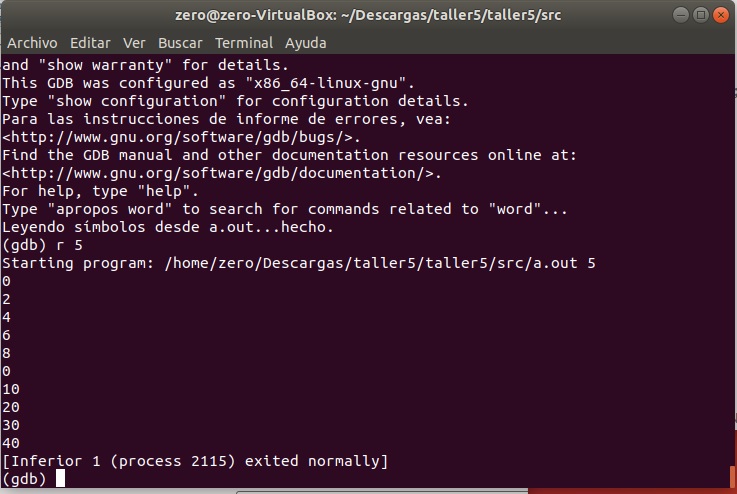 zero@zero-VirtualBox: ~/Descargas/taller5/taller5/src
Archivo Editar Ver Buscar Terminal Ayuda
and "show warranty" for details.
This GDB was configured as "x86_64-linux-gnu".
Type "show configuration" for configuration details.
Para las instrucciones de informe de errores, vea:
<http://www.gnu.org/software/gdb/bugs/>.
Find the GDB manual and other documentation resources online at:
<http://www.gnu.org/software/gdb/documentation/>.
For help, type "help".
Type "apropos word" to search for commands related to "word"...
Leyendo símbolos desde a.out...hecho.
(gdb) r 5
Starting program: /home/zero/Descargas/taller5/taller5/src/a.out 5
0
2
4
6
8
0
10
20
30
40
[Inferior 1 (process 2115) exited normally]
(gdb)